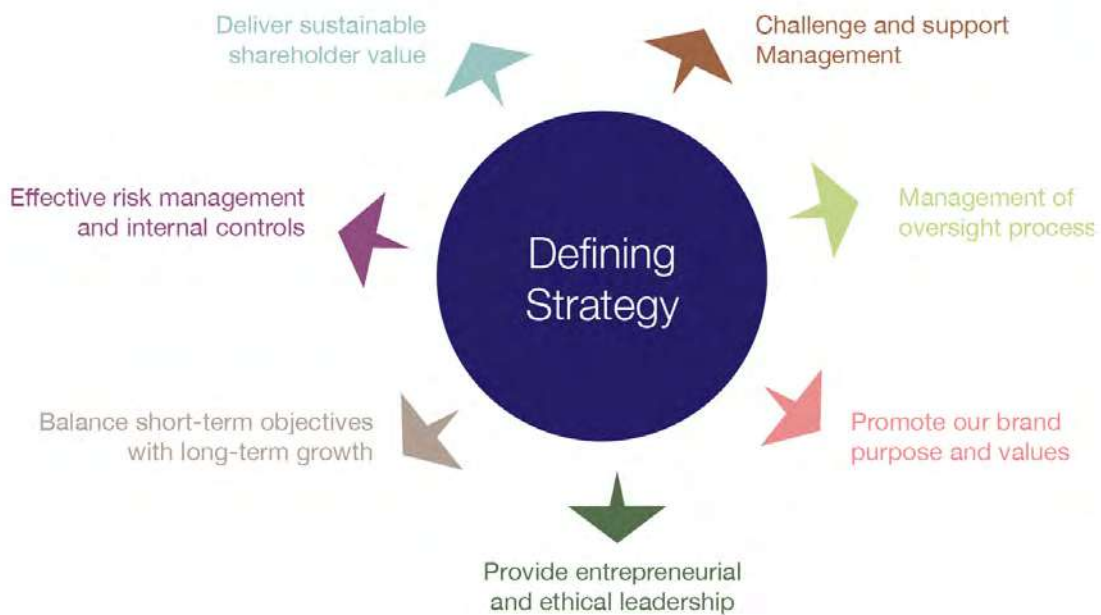 Deliver sustainable
shareholder value
Challenge and support
Management
Effective risk management
and internal controls
Management of
oversight process
Defining
Strategy
Balance short-term objectives
with long-term growth
Promote our brand
purpose and values
Provide entrepreneurial
and ethical leadership